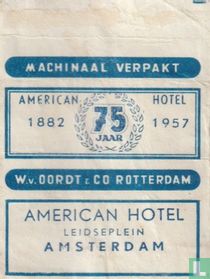 MACHINAAL VERPAKT
AMERICAN HOTEL
1882 75 1957
JAAR
W.v. OORDT & CO ROTTERDAM
AMERICAN HOTEL
LEIDSEPLEIN
AMSTERDAM